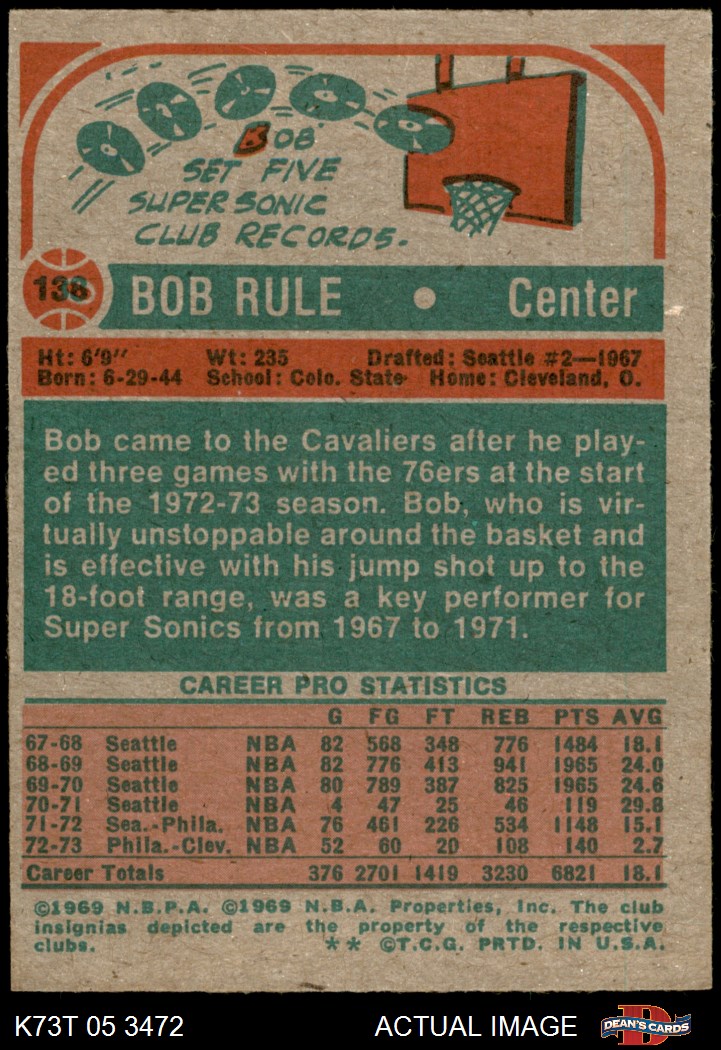 BOB
SET FIVE
SUPER SONIC
CLUB RECORDS.
138
BOB RULE • Center
Ht: 6'9" Wt: 235 Drafted: Seattle #2—1967
Born: 6-29-44 School: Colo. State Home: Cleveland, O.
Bob came to the Cavaliers after he play-
ed three games with the 76ers at the start
of the 1972-73 season. Bob, who is vir-
tually unstoppable around the basket and
is effective with his jump shot up to the
18-foot range, was a key performer for
Super Sonics from 1967 to 1971.
CAREER PRO STATISTICS
G FG FT REB PTS AVG
67-68 Seattle NBA 82 568 348 776 1484 18.1
68-69 Seattle NBA 82 776 413 941 1965 24.0
69-70 Seattle NBA 80 789 387 825 1965 24.6
70-71 Seattle NBA 4 47 25 46 119 29.8
71-72 Sea.-Phila. NBA 76 461 226 534 1148 15.1
72-73 Phila.-Clev. NBA 52 60 20 108 140 2.7
Career Totals 376 2701 1419 3230 6821 18.1
©1969 N.B.P.A. ©1969 N.B.A. Properties, Inc. The club
insignias depicted are the property of the respective
clubs. ** ©T.C.G. PRTD. IN U.S.A.
K73T 05 3472 ACTUAL IMAGE DEAN'S CARDS